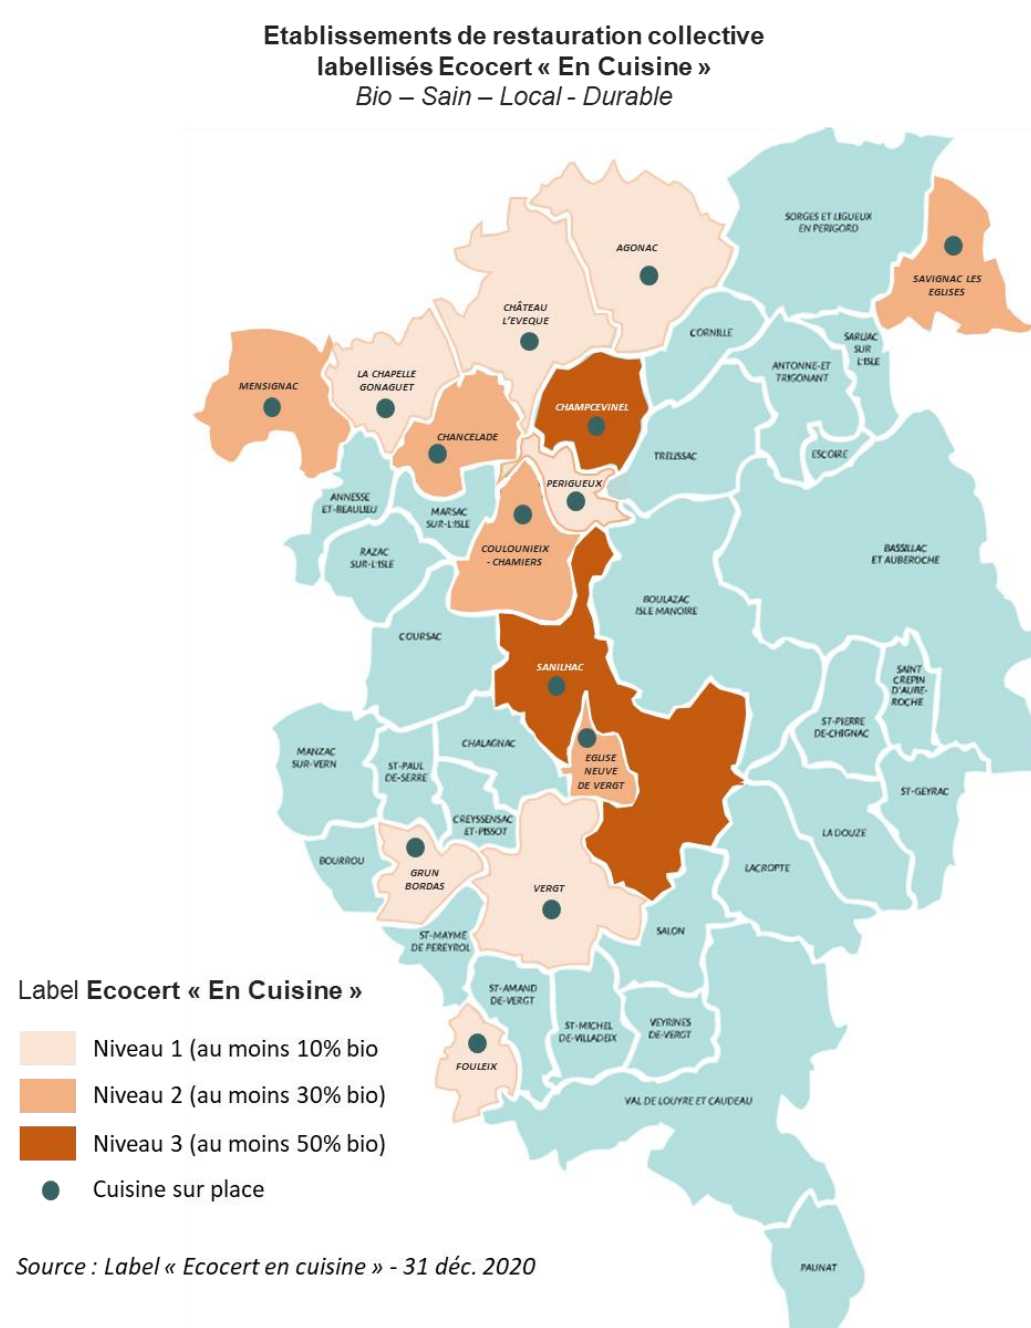 Etablissements de restauration collective
labellisés Ecocert « En Cuisine »
Bio – Sain – Local - Durable
SORGES ET LIGUEUX
EN PERIGORD
AGONAC
SAVIGNAC LES
EGLISES
CHÂTEAU
L'EVEQUE
CORNILLE
SARLIAC
SUR
L'ISLE
ANTONNE-ET
TRIGONANT
LA CHAPELLE
GONAGUET
MENSIGNAC
CHAMPCEVINEL
CHANCELADE
TRELISSAC
ESCOIRE
PERIGUEUX
ANNESSE
ET-BEAULIEU
MARSAC
SUR-L'ISLE
COULOUNIEIX
- CHAMIERS
RAZAC
SUR-L'ISLE
BASSILLAC
ET AUBEROCHE
BOULAZAC
ISLE MANOIRE
COURSAC
SANILHAC
SAINT
CREPIN
D'AUBE-
ROCHE
ST-PIERRE
DE-CHIGNAC
CHALAGNAC
MANZAC
SUR-VERN
ST-PAUL
DE-SERRE
EGLISE
NEUVE
DE VERGT
ST-GEYRAC
CREYSSENSAC
ET-PISSOT
LA DOUZE
BOURROU
GRUN
BORDAS
LACROPTE
VERGT
SALON
ST-MAYME
DE PEREYROL
ST-AMAND
DE-VERGT
ST-MICHEL
DE-VILLADEIX
VEYRINES
DE-VERGT
FOULEIX
VAL DE LOUYRE ET CAUDEAU
PAUNAT
Label Ecocert « En Cuisine »
Niveau 1 (au moins 10% bio
Niveau 2 (au moins 30% bio)
Niveau 3 (au moins 50% bio)
Cuisine sur place
Source : Label « Ecocert en cuisine » - 31 déc. 2020